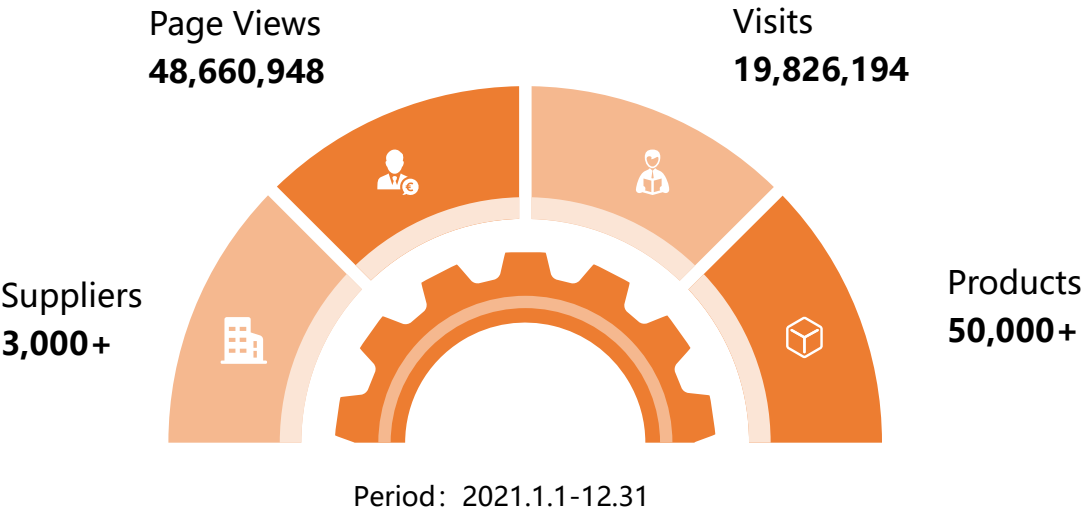 Page Views
48,660,948
Visits
19,826,194
Suppliers
3,000+
Products
50,000+
Period：2021.1.1-12.31